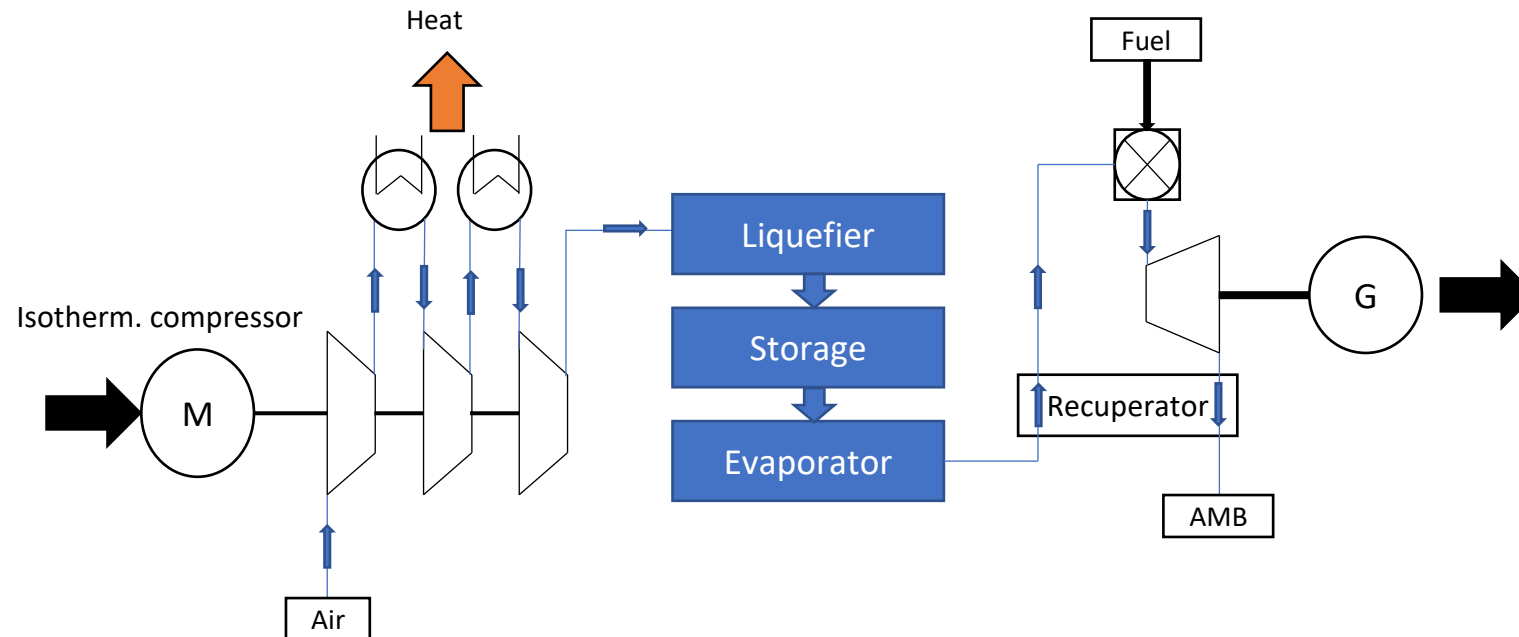 Heat
Fuel
Liquefier
Isotherm. compressor
G
Storage
M
Recuperator
Evaporator
AMB
Air